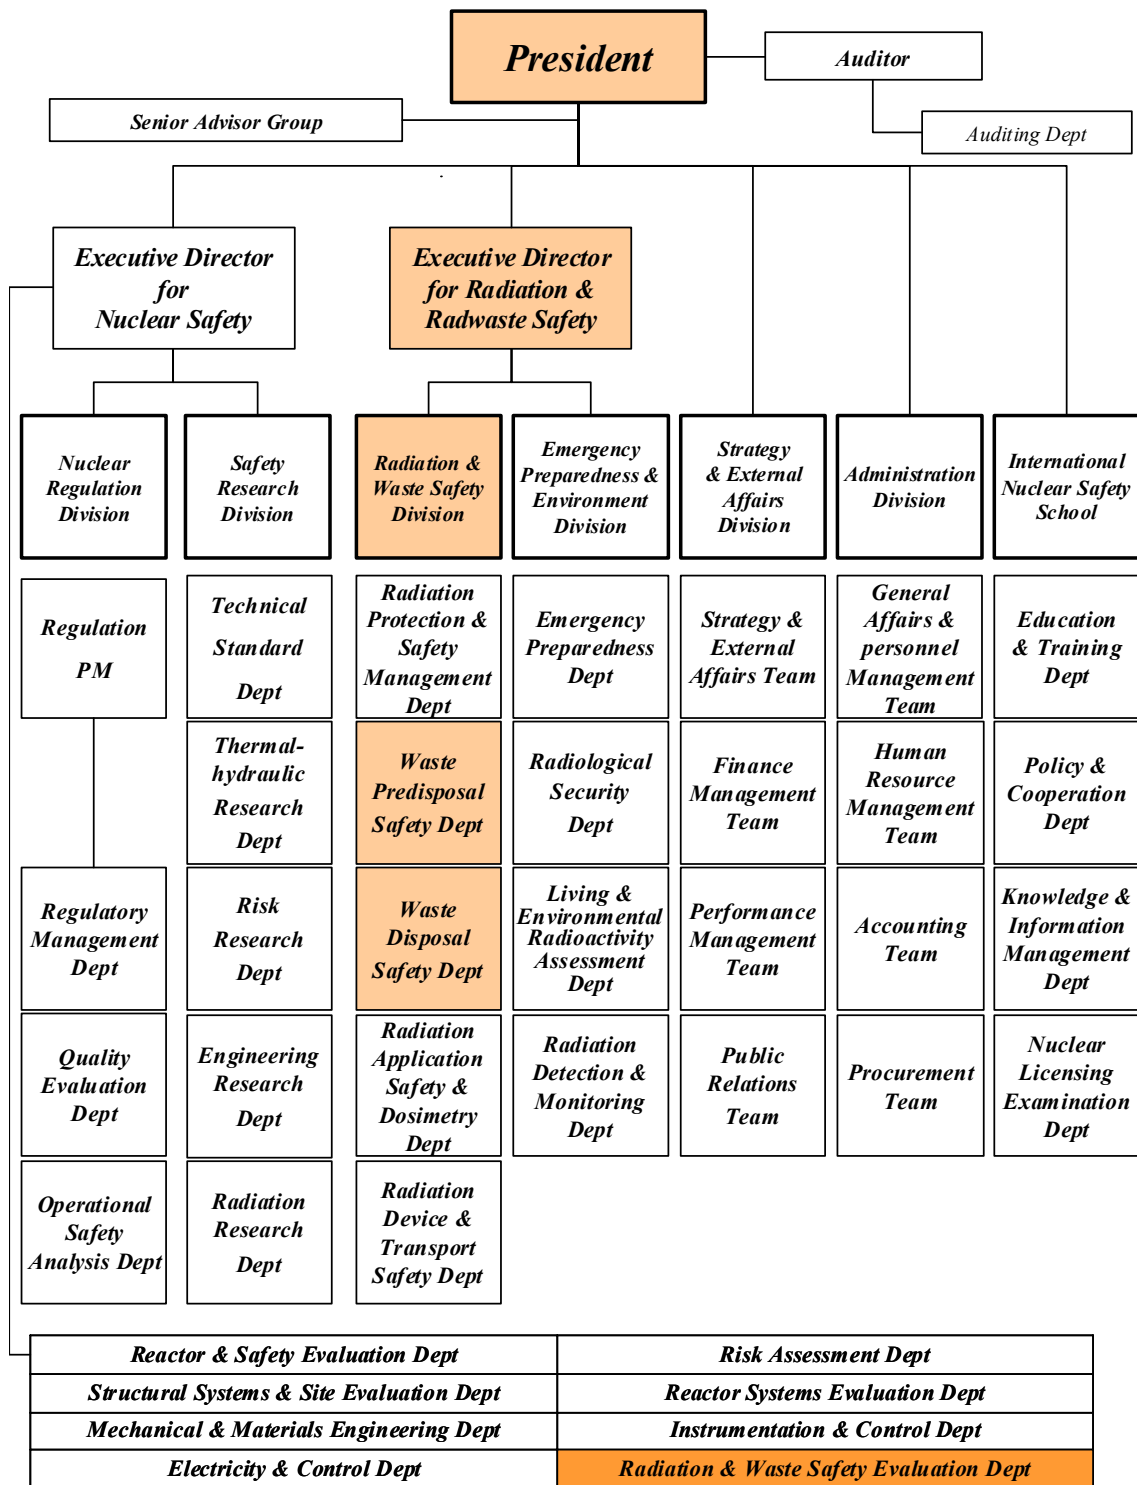 President
Auditor
Senior Advisor Group
Auditing Dept
Executive Director
for
Nuclear Safety
Executive Director
for Radiation &
Radwaste Safety
Nuclear
Regulation
Division
Safety
Research
Division
Radiation &
Waste Safety
Division
Emergency
Preparedness &
Environment
Division
Strategy
& External
Affairs
Division
Administration
Division
International
Nuclear Safety
School
Regulation
PM
Technical
Standard
Dept
Radiation
Protection &
Safety
Management
Dept
Emergency
Preparedness
Dept
Strategy &
External
Affairs Team
General
Affairs &
personnel
Management
Team
Education
& Training
Dept
Thermal-
hydraulic
Research
Dept
Waste
Predisposal
Safety Dept
Radiological
Security
Dept
Finance
Management
Team
Human
Resource
Management
Team
Policy &
Cooperation
Dept
Regulatory
Management
Dept
Risk
Research
Dept
Waste
Disposal
Safety Dept
Living &
Environmental
Radioactivity
Assessment
Dept
Performance
Management
Team
Accounting
Team
Knowledge &
Information
Management
Dept
Quality
Evaluation
Dept
Engineering
Research
Dept
Radiation
Application
Safety &
Dosimetry
Dept
Radiation
Detection &
Monitoring
Dept
Public
Relations
Team
Procurement
Team
Nuclear
Licensing
Examination
Dept
Operational
Safety
Analysis Dept
Radiation
Research
Dept
Radiation
Device &
Transport
Safety Dept
Reactor & Safety Evaluation Dept
Risk Assessment Dept
Structural Systems & Site Evaluation Dept
Reactor Systems Evaluation Dept
Mechanical & Materials Engineering Dept
Instrumentation & Control Dept
Electricity & Control Dept
Radiation & Waste Safety Evaluation Dept